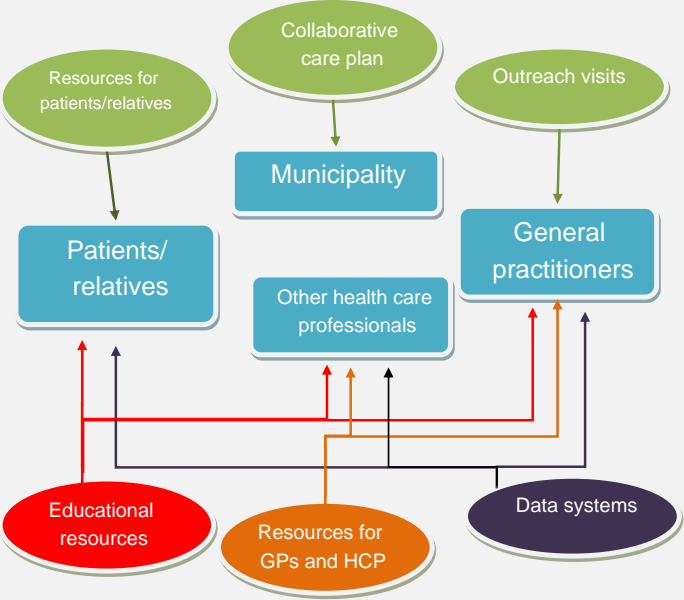 Collaborative
care plan
Resources for
patients/relatives
Outreach visits
Municipality
Patients/
relatives
General
practitioners
Other health care
professionals
Educational
resources
Resources for
GPs and HCP
Data systems